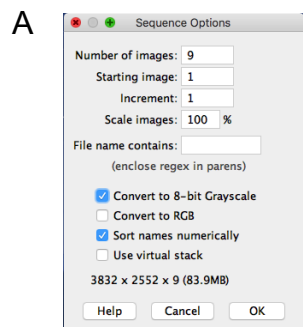 A
Sequence Options
Number of images: 9
Starting image: 1
Increment: 1
Scale images: 100 %
File name contains:
(enclose regex in parens)
Convert to 8-bit Grayscale
Convert to RGB
Sort names numerically
Use virtual stack
3832 x 2552 x 9 (83.9MB)
Help Cancel OK